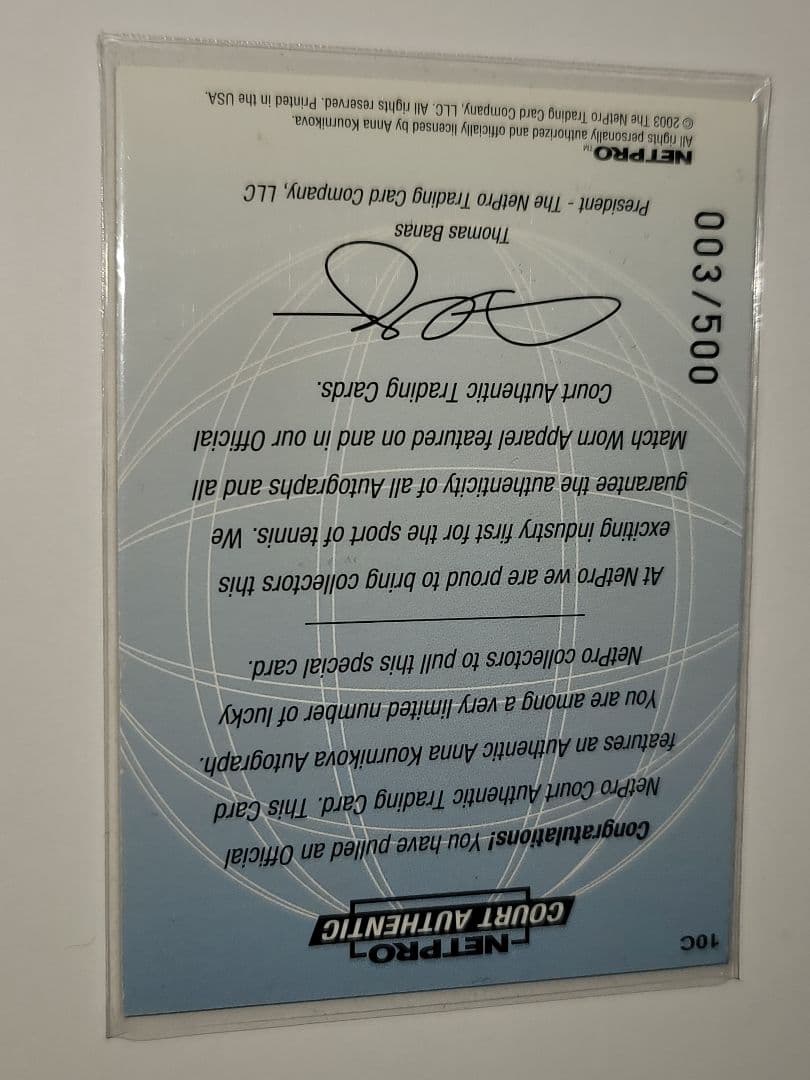 10C
NETPRO
COURT AUTHENTIC
Congratulations! You have pulled an Official
NetPro Court Authentic Trading Card. This Card
features an Authentic Anna Kournikova Autograph.
You are among a very limited number of lucky
NetPro collectors to pull this special card.
At NetPro we are proud to bring collectors this
exciting industry first for the sport of tennis. We
guarantee the authenticity of all Autographs and all
Match Worn Apparel featured on and in our Official
Court Authentic Trading Cards.
Thomas Banas
President - The NetPro Trading Card Company, LLC
003/500
NETPRO™
All rights personally authorized and officially licensed by Anna Kournikova.
© 2003 The NetPro Trading Card Company, LLC. All rights reserved. Printed in the USA.